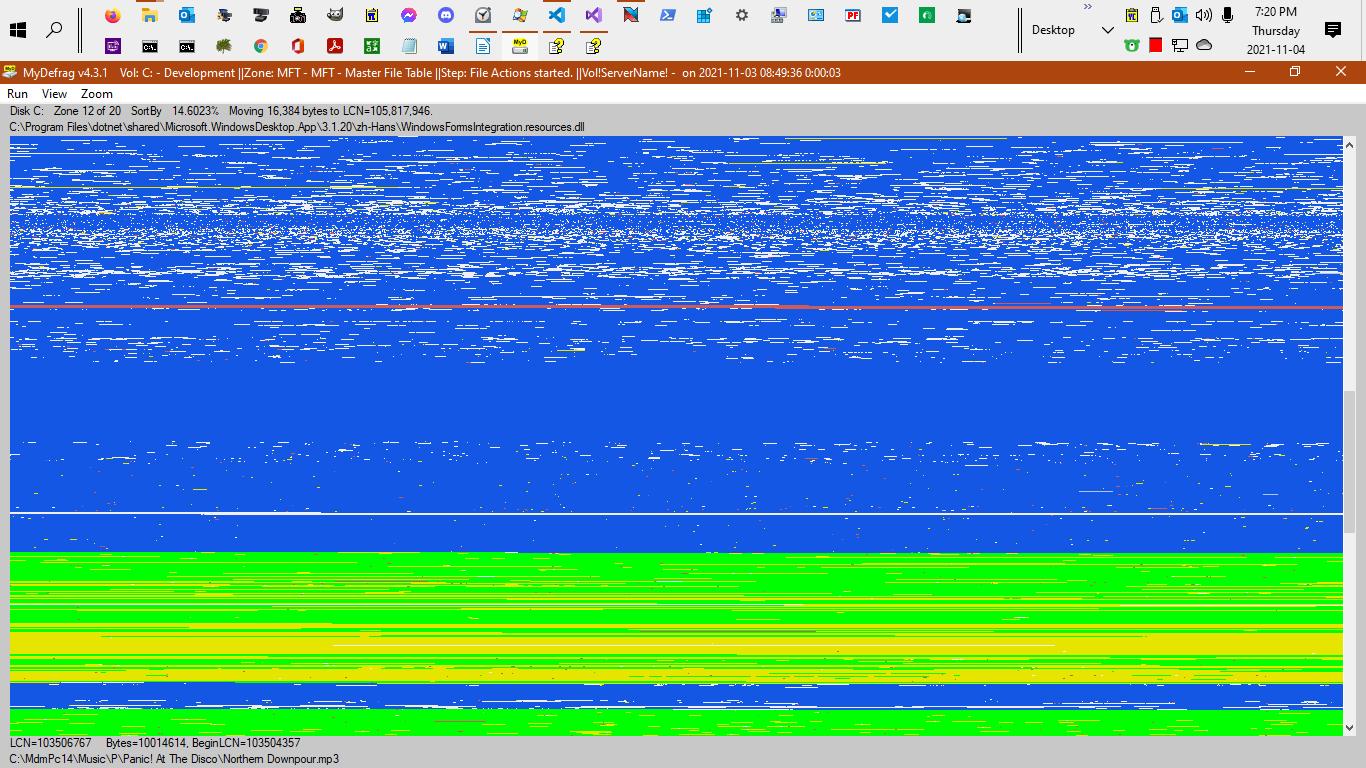 7:20 PM
Desktop
Thursday
2021-11-04
MyDefrag v4.3.1 Vol: C: - Development ||Zone: MFT - MFT - Master File Table ||Step: File Actions started. ||Vol!ServerName! - on 2021-11-03 08:49:36 0:00:03
Run View Zoom
Disk C: Zone 12 of 20 SortBy 14.6023% Moving 16,384 bytes to LCN=105,817,946.
C:\Program Files\dotnet\shared\Microsoft.WindowsDesktop.App\3.1.20\zh-Hans\WindowsFormsIntegration.resources.dll
LCN=103506767 Bytes=10014614, BeginLCN=103504357
C:\MdmPc14\Music\P\Panic! At The Disco\Northern Downpour.mp3